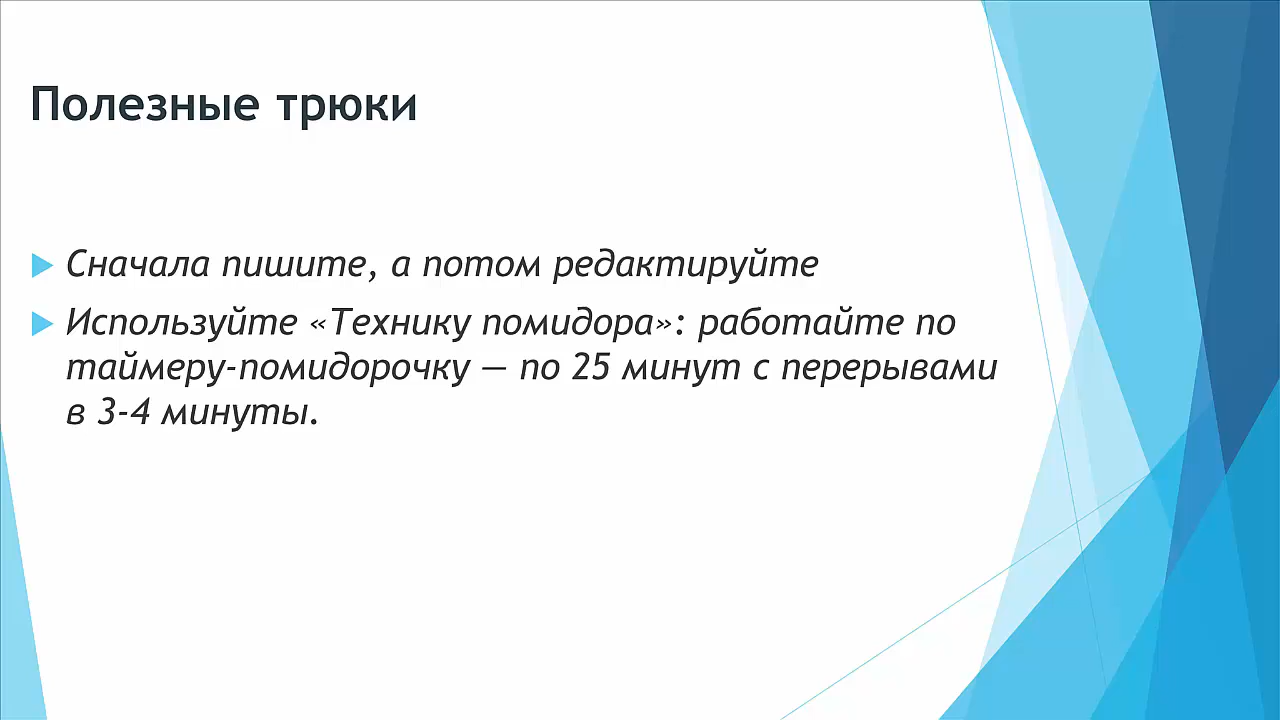 Полезные трюки
Сначала пишите, а потом редактируйте
Используйте «Технику помидора»: работайте по
таймеру-помидорочку — по 25 минут с перерывами
в 3-4 минуты.